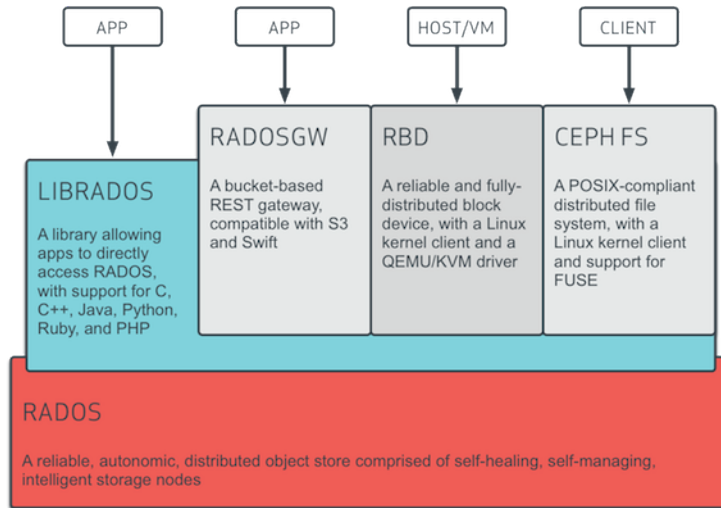 APP
APP
HOST/VM
CLIENT
LIBRADOS
A library allowing
apps to directly
access RADOS,
with support for C,
C++, Java, Python,
Ruby, and PHP
RADOSGW
A bucket-based
REST gateway,
compatible with S3
and Swift
RBD
A reliable and fully-
distributed block
device, with a Linux
kernel client and a
QEMU/KVM driver
CEPH FS
A POSIX-compliant
distributed file
system, with a
Linux kernel client
and support for
FUSE
RADOS
A reliable, autonomic, distributed object store comprised of self-healing, self-managing,
intelligent storage nodes